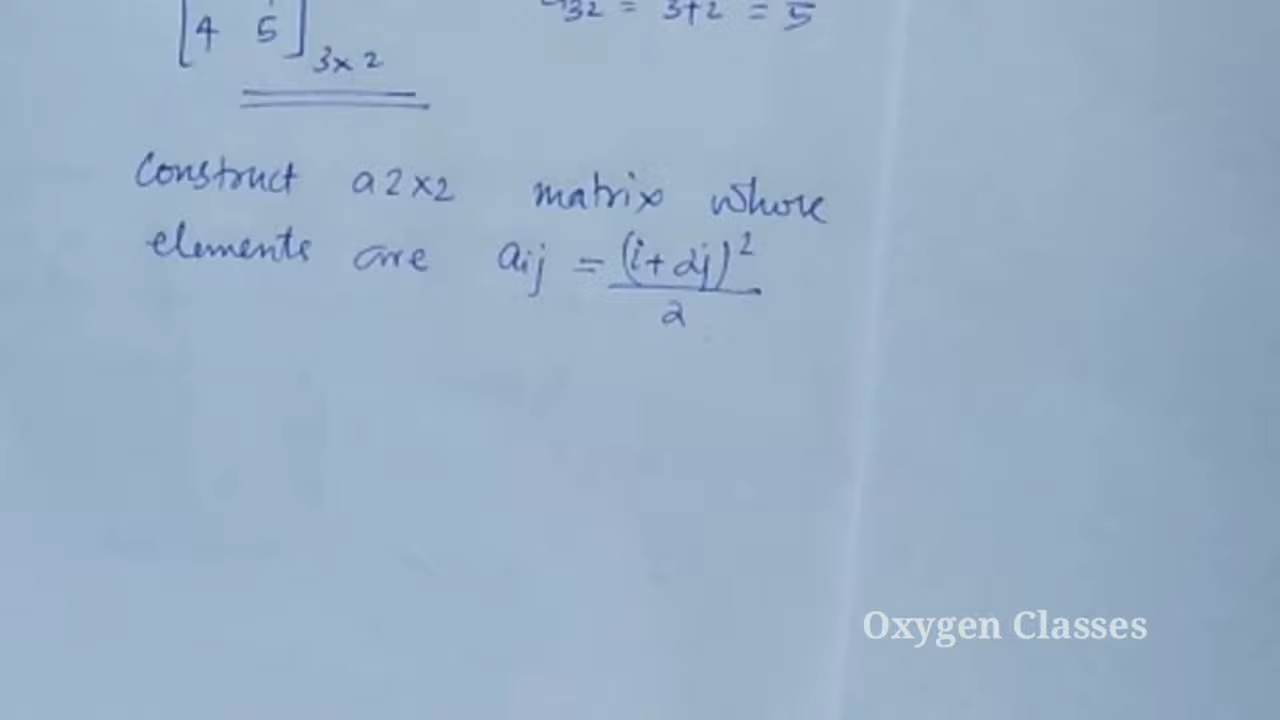 [4 5]3x2
32 = 3+2 = 5
Construct a 2x2 matrix whose
elements are aij = (i+2j)²
2
Oxygen Classes